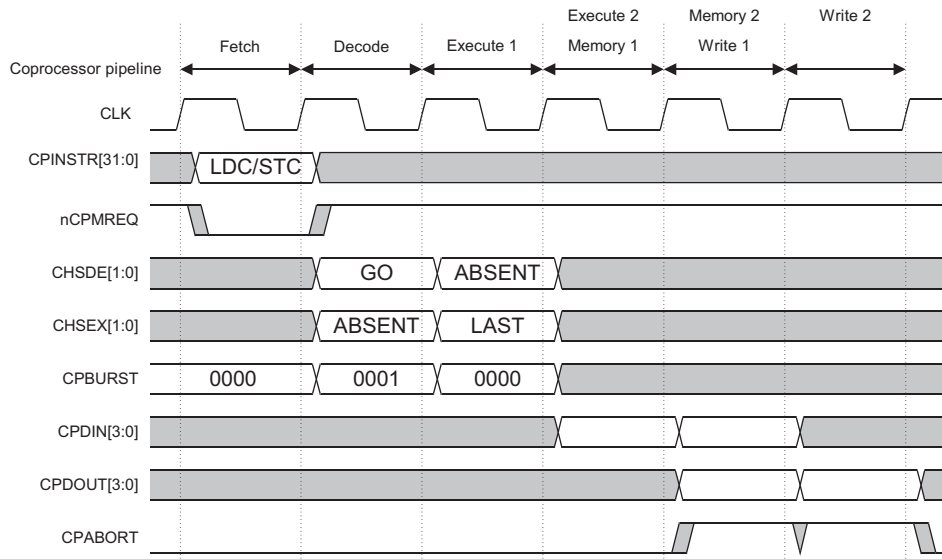 Execute 2 Memory 2 Write 2
Fetch Decode Execute 1 Memory 1 Write 1
Coprocessor pipeline
CLK
CPINSTR[31:0] LDC/STC
nCPMREQ
CHSDE[1:0] GO ABSENT
CHSEX[1:0] ABSENT LAST
CPBURST 0000 0001 0000
CPDIN[3:0]
CPDOUT[3:0]
CPABORT